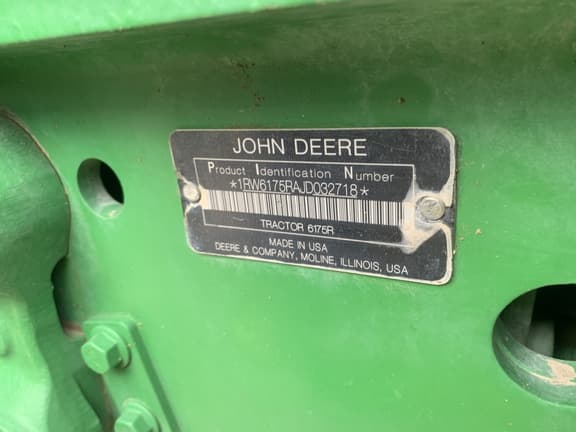 JOHN DEERE
Product Identification Number
*1RW6175RAJD032718*
TRACTOR 6175R
MADE IN USA
DEERE & COMPANY, MOLINE, ILLINOIS, USA